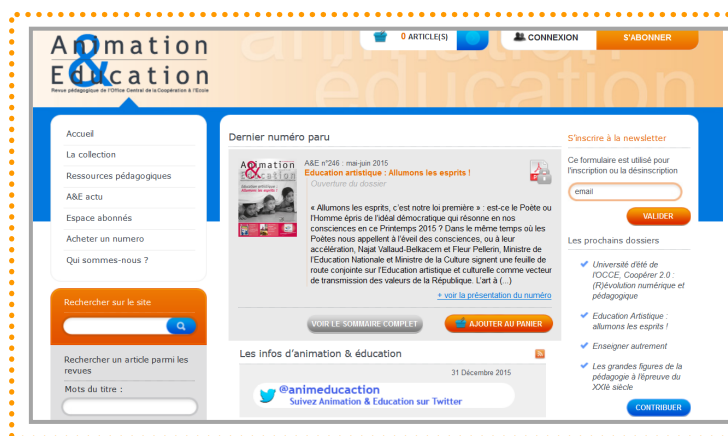 0 ARTICLE(S)
CONNEXION
S'ABONNER
Animation
&
Education
Revue pédagogique de l'Office Central de la Coopération à l'Ecole
Accueil
La collection
Ressources pédagogiques
A&E actu
Espace abonnés
Acheter un numero
Qui sommes-nous ?
Rechercher sur le site
Rechercher un article parmi les
revues
Mots du titre :
Dernier numéro paru
A&E n°246 : mai-juin 2015
Education artistique : Allumons les esprits !
Ouverture du dossier
« Allumons les esprits, c'est notre loi première » : est-ce le Poète ou
l'Homme épris de l'idéal démocratique qui résonne en nos
consciences en ce Printemps 2015 ? Dans le même temps où les
Poètes nous appellent à l'éveil des consciences, ou à leur
accélération, Najat Vallaud-Belkacem et Fleur Pellerin, Ministre de
l'Education Nationale et Ministre de la Culture signent une feuille de
route conjointe sur l'Education artistique et culturelle comme vecteur
de transmission des valeurs de la République. L'art à (...)
+ voir la présentation du numéro
VOIR LE SOMMAIRE COMPLET
AJOUTER AU PANIER
Les infos d'animation & éducation
31 Décembre 2015
@animeducaction
Suivez Animation & Education sur Twitter
S'inscrire à la newsletter
Ce formulaire est utilisé pour
l'inscription ou la désinscription
email
VALIDER
Les prochains dossiers
Université d'été de
l'OCCE, Coopérer 2.0 :
(R)évolution numérique et
pédagogique
Education Artistique :
allumons les esprits !
Enseigner autrement
Les grandes figures de la
pédagogie à l'épreuve du
XXIè siècle
CONTRIBUER